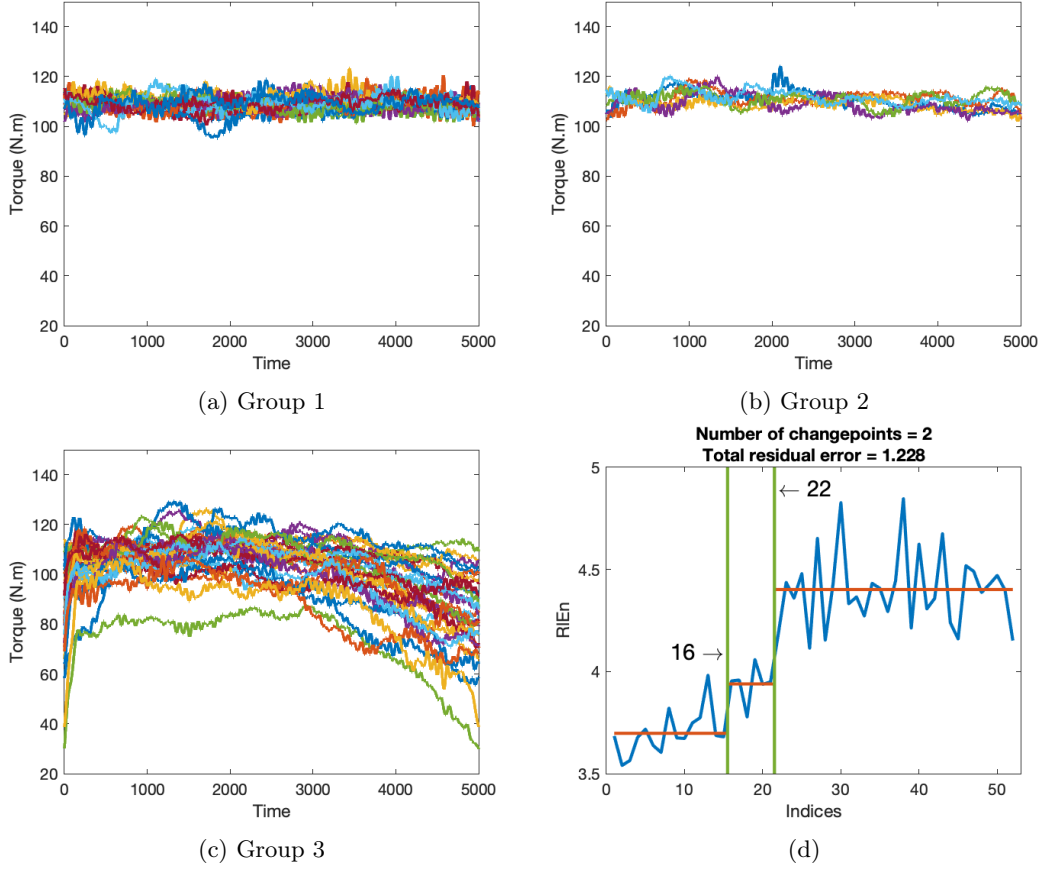 140
120
100
80
60
40
20
Torque (N.m)
0 1000 2000 3000 4000 5000
Time
(a) Group 1
140
120
100
80
60
40
20
Torque (N.m)
0 1000 2000 3000 4000 5000
Time
(b) Group 2
140
120
100
80
60
40
20
Torque (N.m)
0 1000 2000 3000 4000 5000
Time
(c) Group 3
Number of changepoints = 2
Total residual error = 1.228
5
4.5
4
3.5
RIEn
← 22
16 →
0 10 20 30 40 50
Indices
(d)